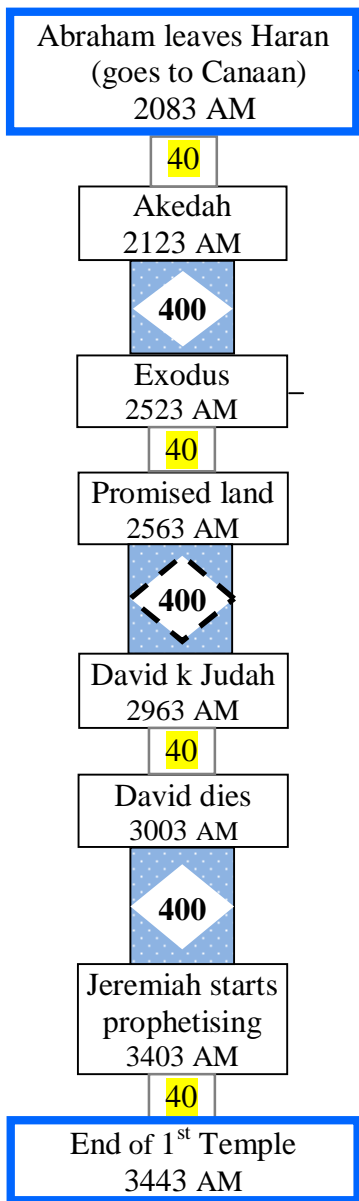 Abraham leaves Haran
(goes to Canaan)
2083 AM
40
Akedah
2123 AM
400
Exodus
2523 AM
40
Promised land
2563 AM
400
David k Judah
2963 AM
40
David dies
3003 AM
400
Jeremiah starts
prophetising
3403 AM
40
End of 1st Temple
3443 AM